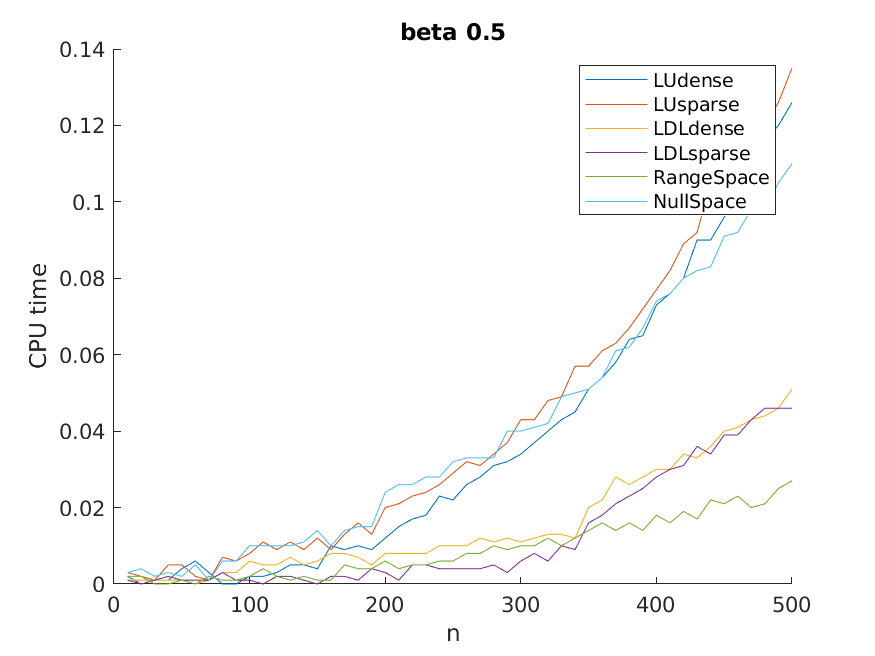 beta 0.5
0.14
0.12
0.1
0.08
0.06
0.04
0.02
0
CPU time
LUdense
LUsparse
LDLdense
LDLsparse
RangeSpace
NullSpace
0 100 200 300 400 500
n